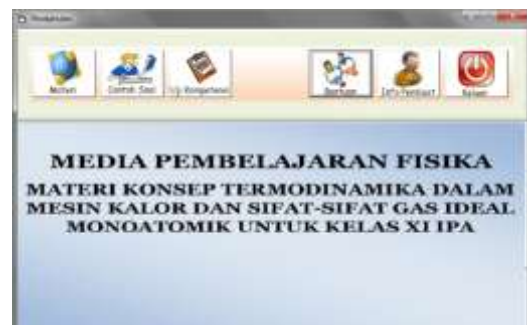 Materi
Contoh Soal
Uji Kompetensi
Bantuan
Info Pembuat
Keluar
MEDIA PEMBELAJARAN FISIKA
MATERI KONSEP TERMODINAMIKA DALAM
MESIN KALOR DAN SIFAT-SIFAT GAS IDEAL
MONOATOMIK UNTUK KELAS XI IPA